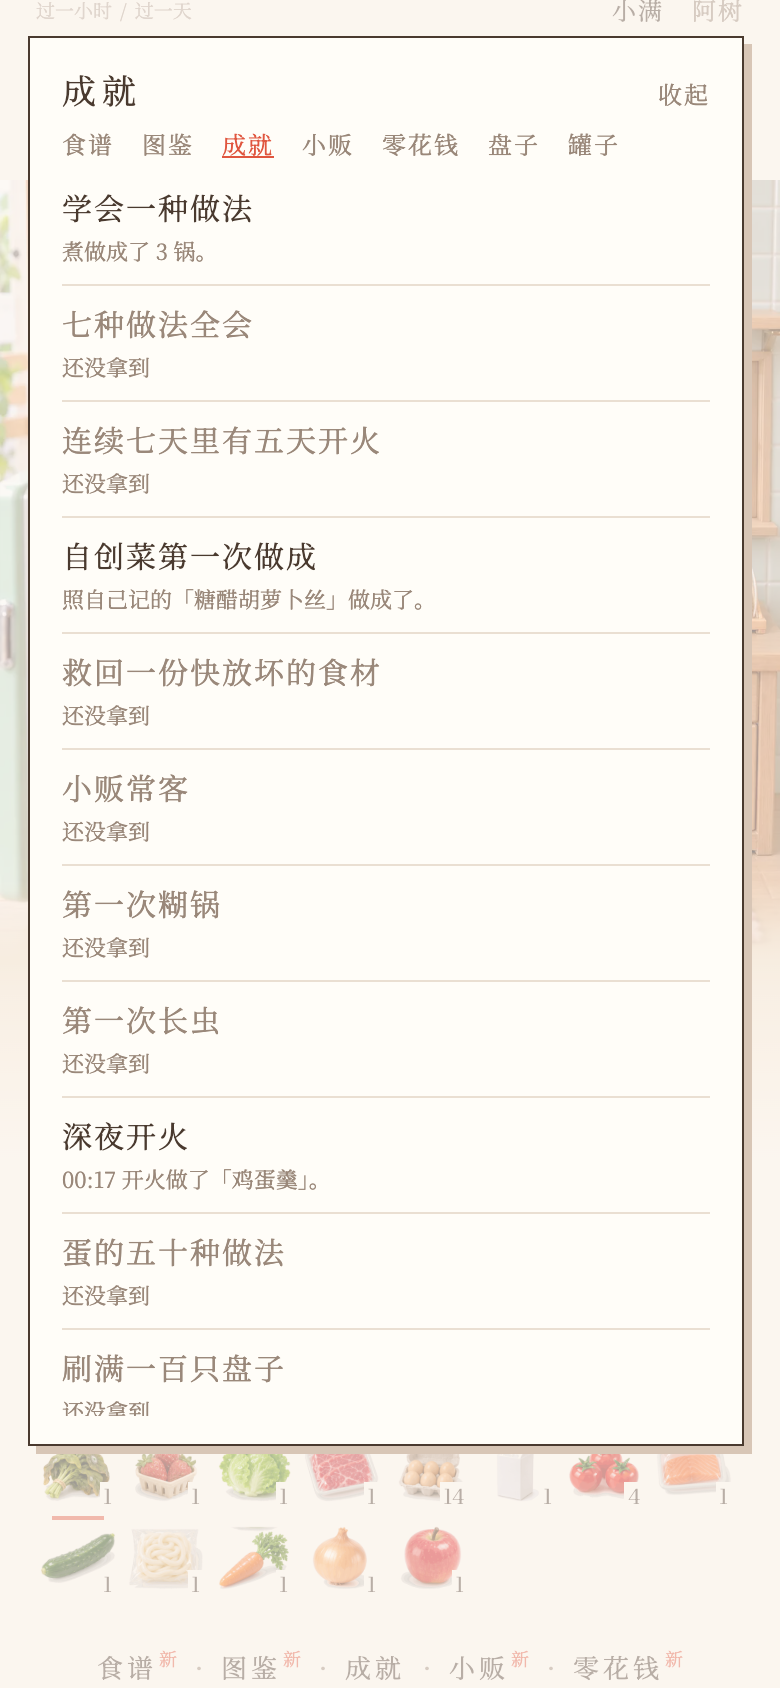 过一小时 / 过一天
小满 阿树
成就
收起
食谱 图鉴 成就 小贩 零花钱 盘子 罐子
学会一种做法
煮做成了 3 锅。
七种做法全会
还没拿到
连续七天里有五天开火
还没拿到
自创菜第一次做成
照自己记的「糖醋胡萝卜丝」做成了。
救回一份快放坏的食材
还没拿到
小贩常客
还没拿到
第一次糊锅
还没拿到
第一次长虫
还没拿到
深夜开火
00:17 开火做了「鸡蛋羹」。
蛋的五十种做法
还没拿到
刷满一百只盘子
还没拿到
1 1 1 1 14 1 4 1
1 1 1 1 1
食谱新 · 图鉴新 · 成就 · 小贩新 · 零花钱新